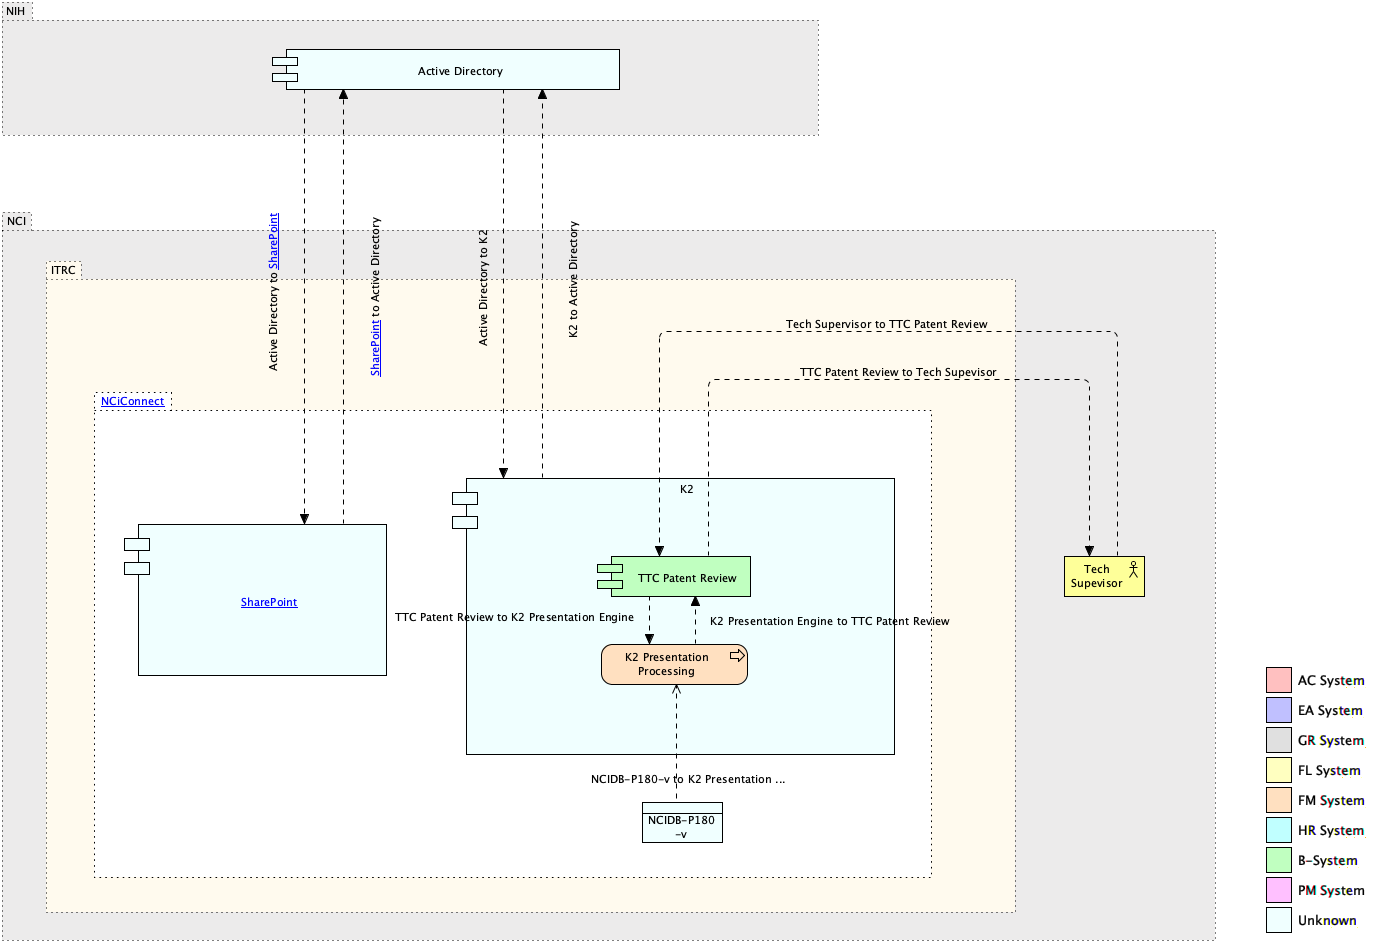 NIH
Active Directory
NCI
ITRC
Active Directory to SharePoint
SharePoint to Active Directory
Active Directory to K2
K2 to Active Directory
Tech Supervisor to TTC Patent Review
TTC Patent Review to Tech Supevisor
NCiConnect
K2
TTC Patent Review
Tech
Supevisor
SharePoint
TTC Patent Review to K2 Presentation Engine
K2 Presentation Engine to TTC Patent Review
K2 Presentation
Processing
NCIDB-P180-v to K2 Presentation ...
NCIDB-P180
-v
AC System
EA System
GR System
FL System
FM System
HR System
B-System
PM System
Unknown